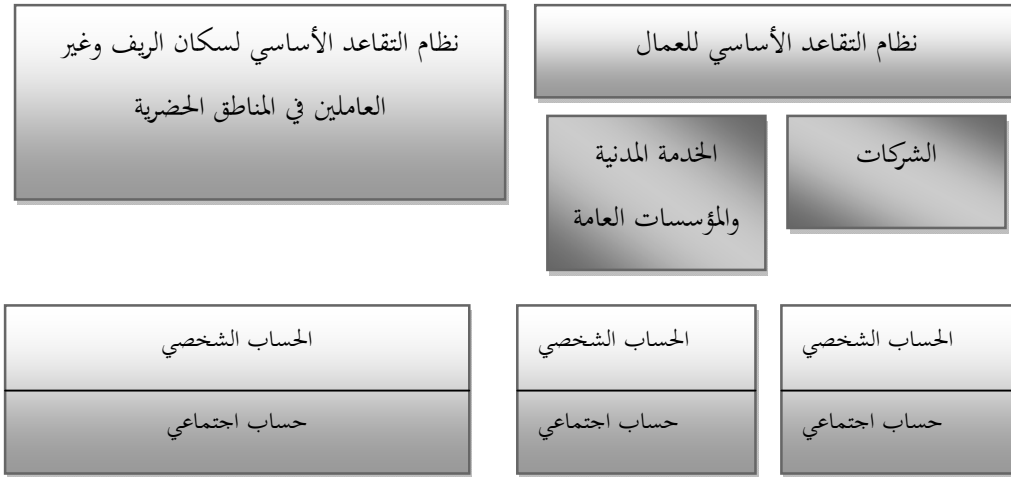 نظام التقاعد الأساسي للعمال
الشركات
الخدمة المدنية
والمؤسسات العامة
نظام التقاعد الأساسي لسكان الريف وغير
العاملين في المناطق الحضرية
الحساب الشخصي
حساب اجتماعي
الحساب الشخصي
حساب اجتماعي
الحساب الشخصي
حساب اجتماعي